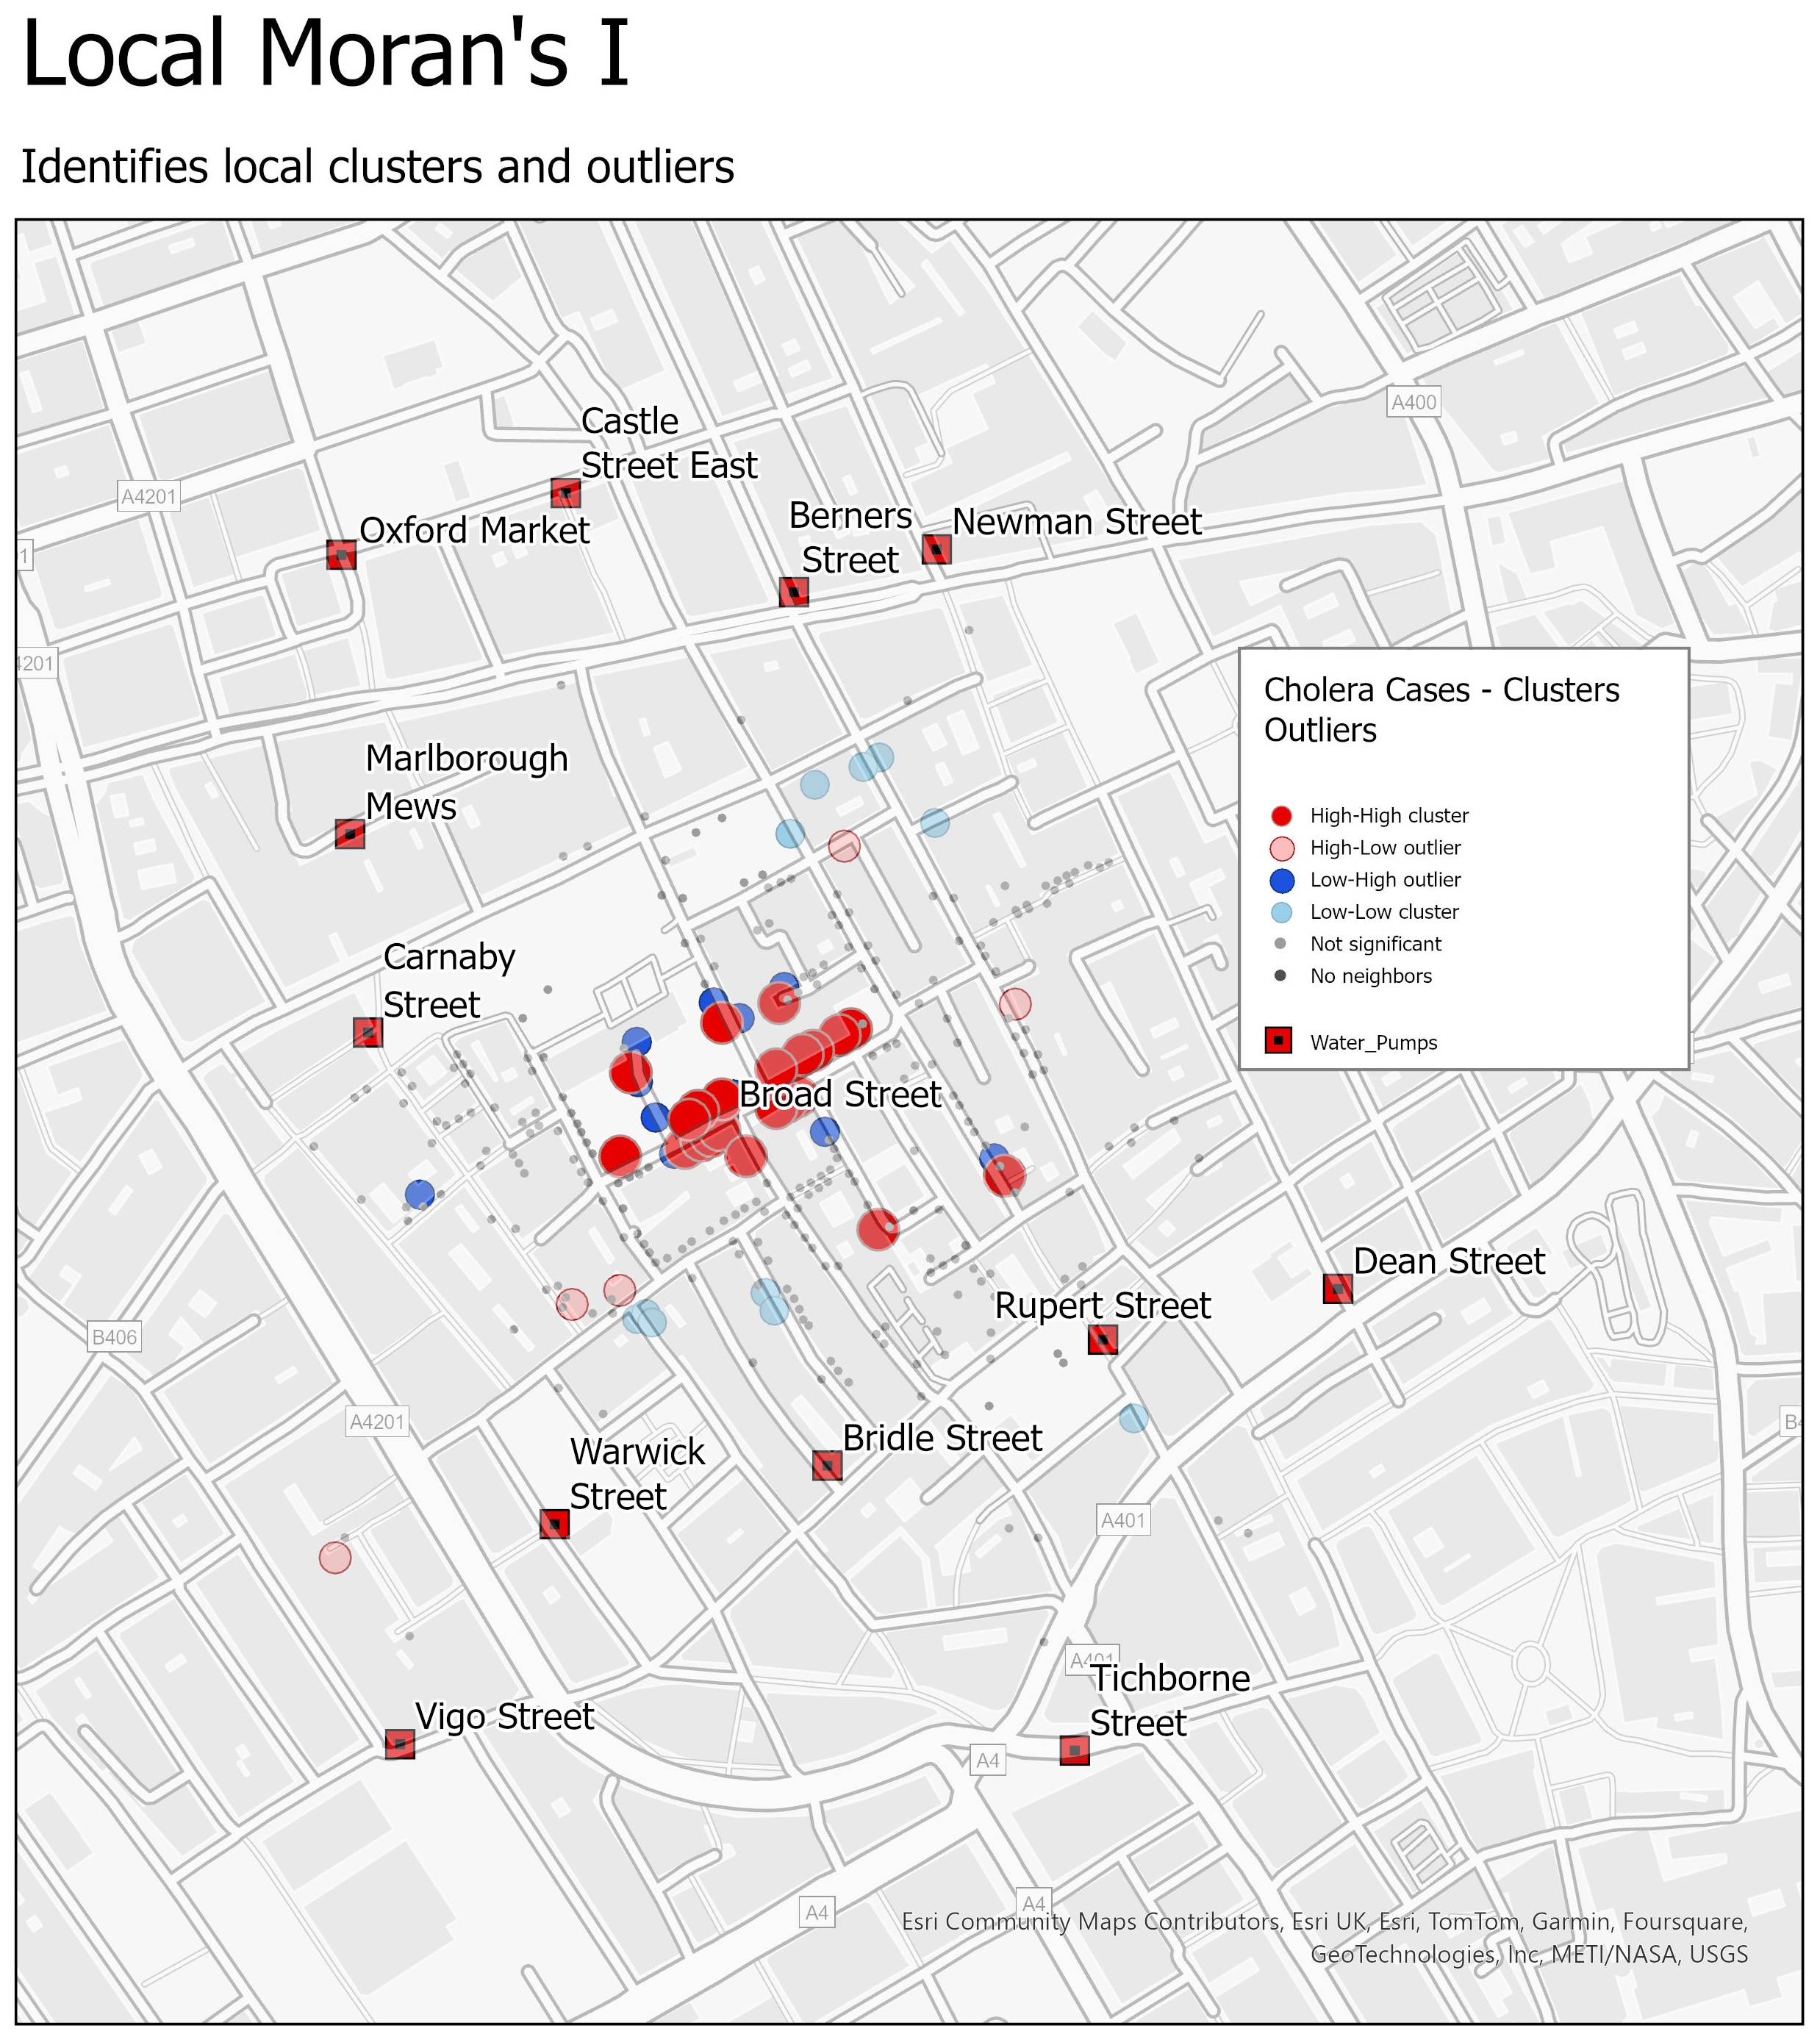 Local Moran's I
Identifies local clusters and outliers
A400
Castle
Street East
A4201
Berners
Street
Newman Street
Oxford Market
1
4201
Cholera Cases - Clusters
Outliers
High-High cluster
High-Low outlier
Low-High outlier
Low-Low cluster
Not significant
No neighbors
Water_Pumps
Marlborough
Mews
Carnaby
Street
Broad Street
Dean Street
Rupert Street
B406
A4201
B4
Bridle Street
Warwick
Street
A401
A401
Tichborne
Street
Vigo Street
A4
A4
A4
Esri Community Maps Contributors, Esri UK, Esri, TomTom, Garmin, Foursquare,
GeoTechnologies, Inc, METI/NASA, USGS